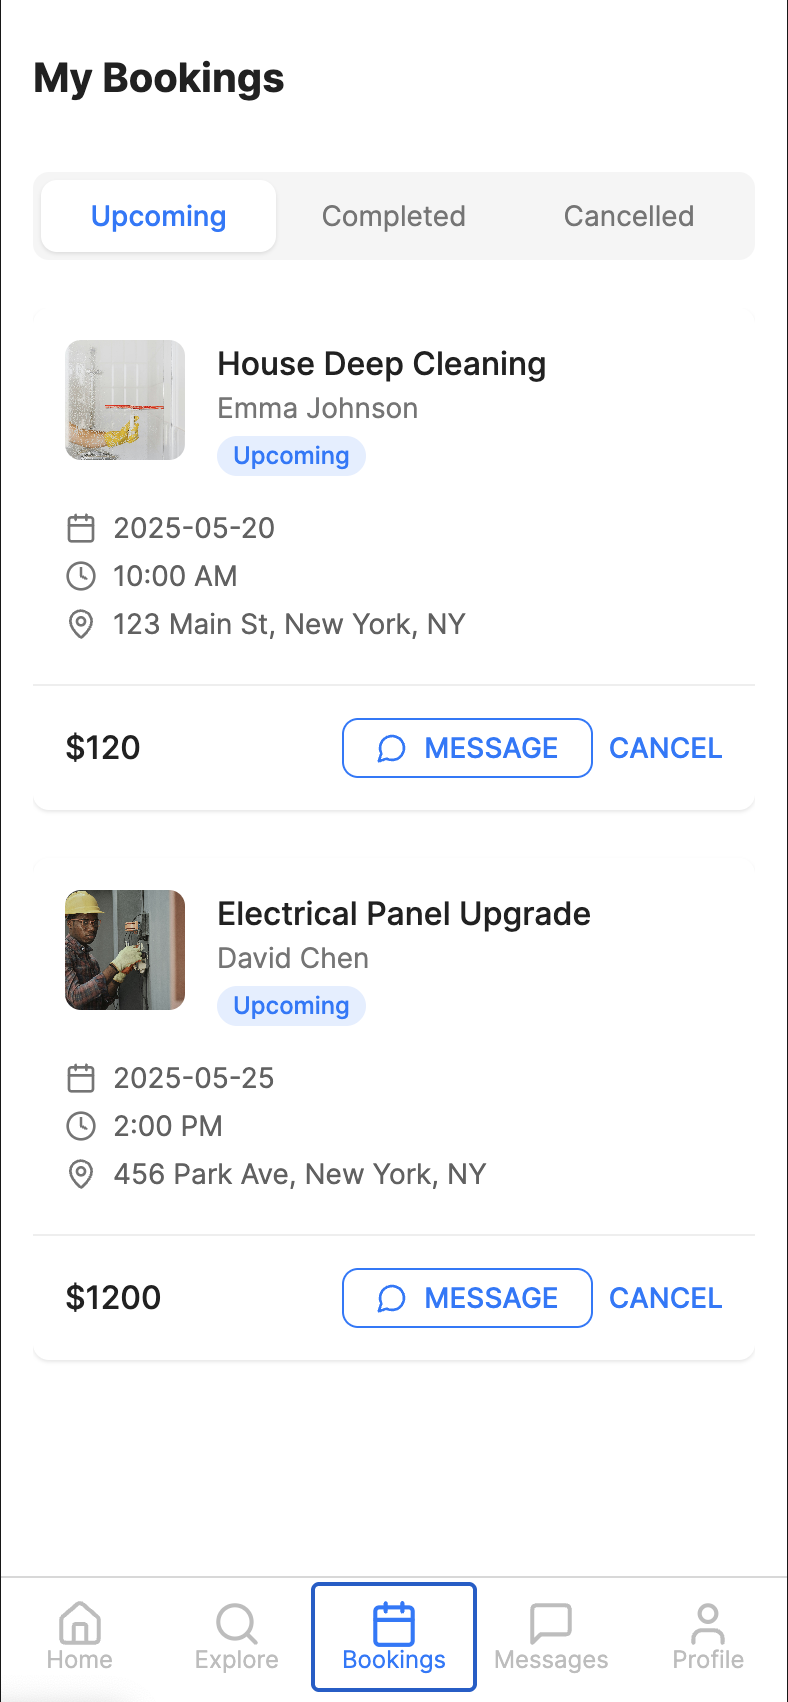 My Bookings
Upcoming Completed Cancelled
House Deep Cleaning
Emma Johnson
Upcoming
2025-05-20
10:00 AM
123 Main St, New York, NY
$120 MESSAGE CANCEL
Electrical Panel Upgrade
David Chen
Upcoming
2025-05-25
2:00 PM
456 Park Ave, New York, NY
$1200 MESSAGE CANCEL
Home Explore Bookings Messages Profile